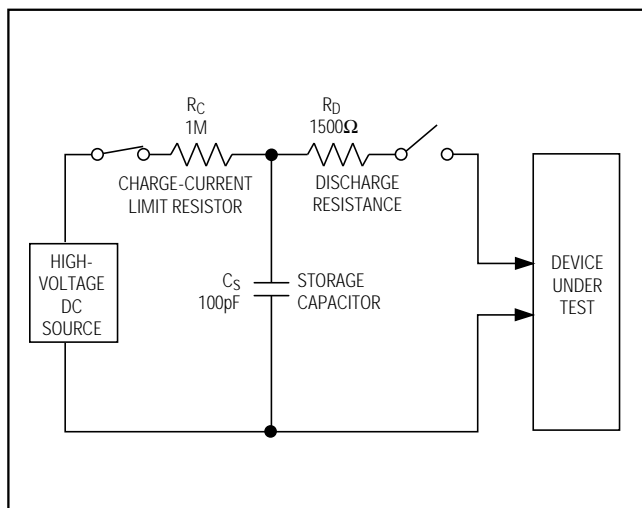 RC
1M
CHARGE-CURRENT
LIMIT RESISTOR
RD
1500Ω
DISCHARGE
RESISTANCE
HIGH-
VOLTAGE
DC
SOURCE
CS
100pF
STORAGE
CAPACITOR
DEVICE
UNDER
TEST